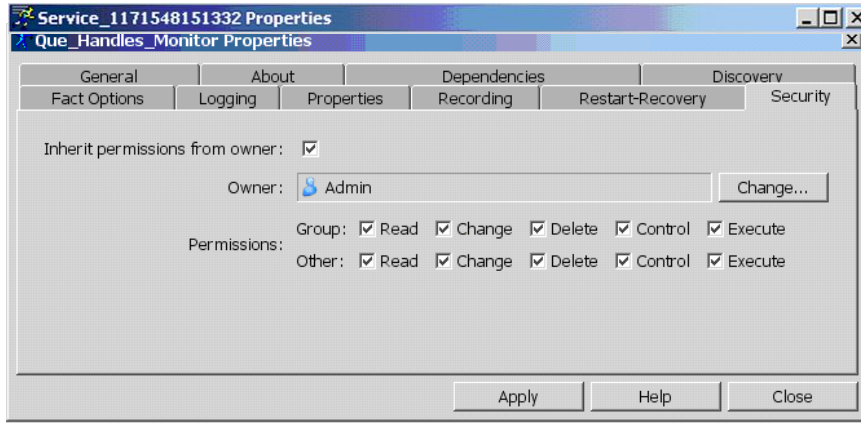 Service_1171548151332 Properties
Que_Handles_Monitor Properties
General About Dependencies Discovery
Fact Options Logging Properties Recording Restart-Recovery Security
Inherit permissions from owner:
Owner: Admin Change...
Permissions:
Group: Read Change Delete Control Execute
Other: Read Change Delete Control Execute
Apply Help Close